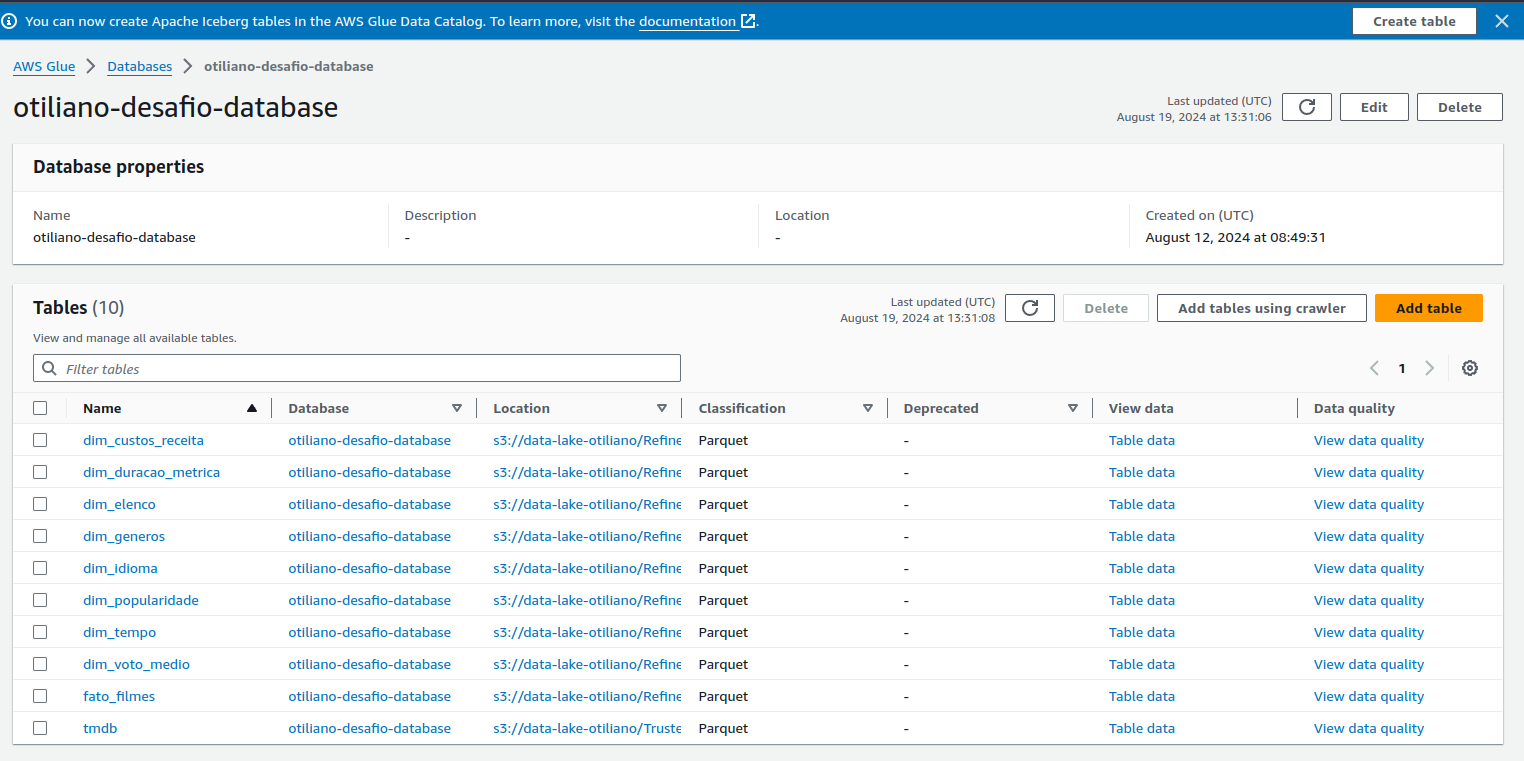 You can now create Apache Iceberg tables in the AWS Glue Data Catalog. To learn more, visit the documentation. Create table
AWS Glue Databases otiliano-desafio-database
otiliano-desafio-database
Last updated (UTC)
August 19, 2024 at 13:31:06
Edit Delete
Database properties
Name Description Location Created on (UTC)
otiliano-desafio-database - - August 12, 2024 at 08:49:31
Tables (10)
View and manage all available tables.
Last updated (UTC)
August 19, 2024 at 13:31:08
Delete Add tables using crawler Add table
Filter tables 1
Name Database Location Classification Deprecated View data Data quality
dim_custos_receita otiliano-desafio-database s3://data-lake-otiliano/Refine Parquet - Table data View data quality
dim_duracao_metrica otiliano-desafio-database s3://data-lake-otiliano/Refine Parquet - Table data View data quality
dim_elenco otiliano-desafio-database s3://data-lake-otiliano/Refine Parquet - Table data View data quality
dim_generos otiliano-desafio-database s3://data-lake-otiliano/Refine Parquet - Table data View data quality
dim_idioma otiliano-desafio-database s3://data-lake-otiliano/Refine Parquet - Table data View data quality
dim_popularidade otiliano-desafio-database s3://data-lake-otiliano/Refine Parquet - Table data View data quality
dim_tempo otiliano-desafio-database s3://data-lake-otiliano/Refine Parquet - Table data View data quality
dim_voto_medio otiliano-desafio-database s3://data-lake-otiliano/Refine Parquet - Table data View data quality
fato_filmes otiliano-desafio-database s3://data-lake-otiliano/Refine Parquet - Table data View data quality
tmdb otiliano-desafio-database s3://data-lake-otiliano/Truste Parquet - Table data View data quality